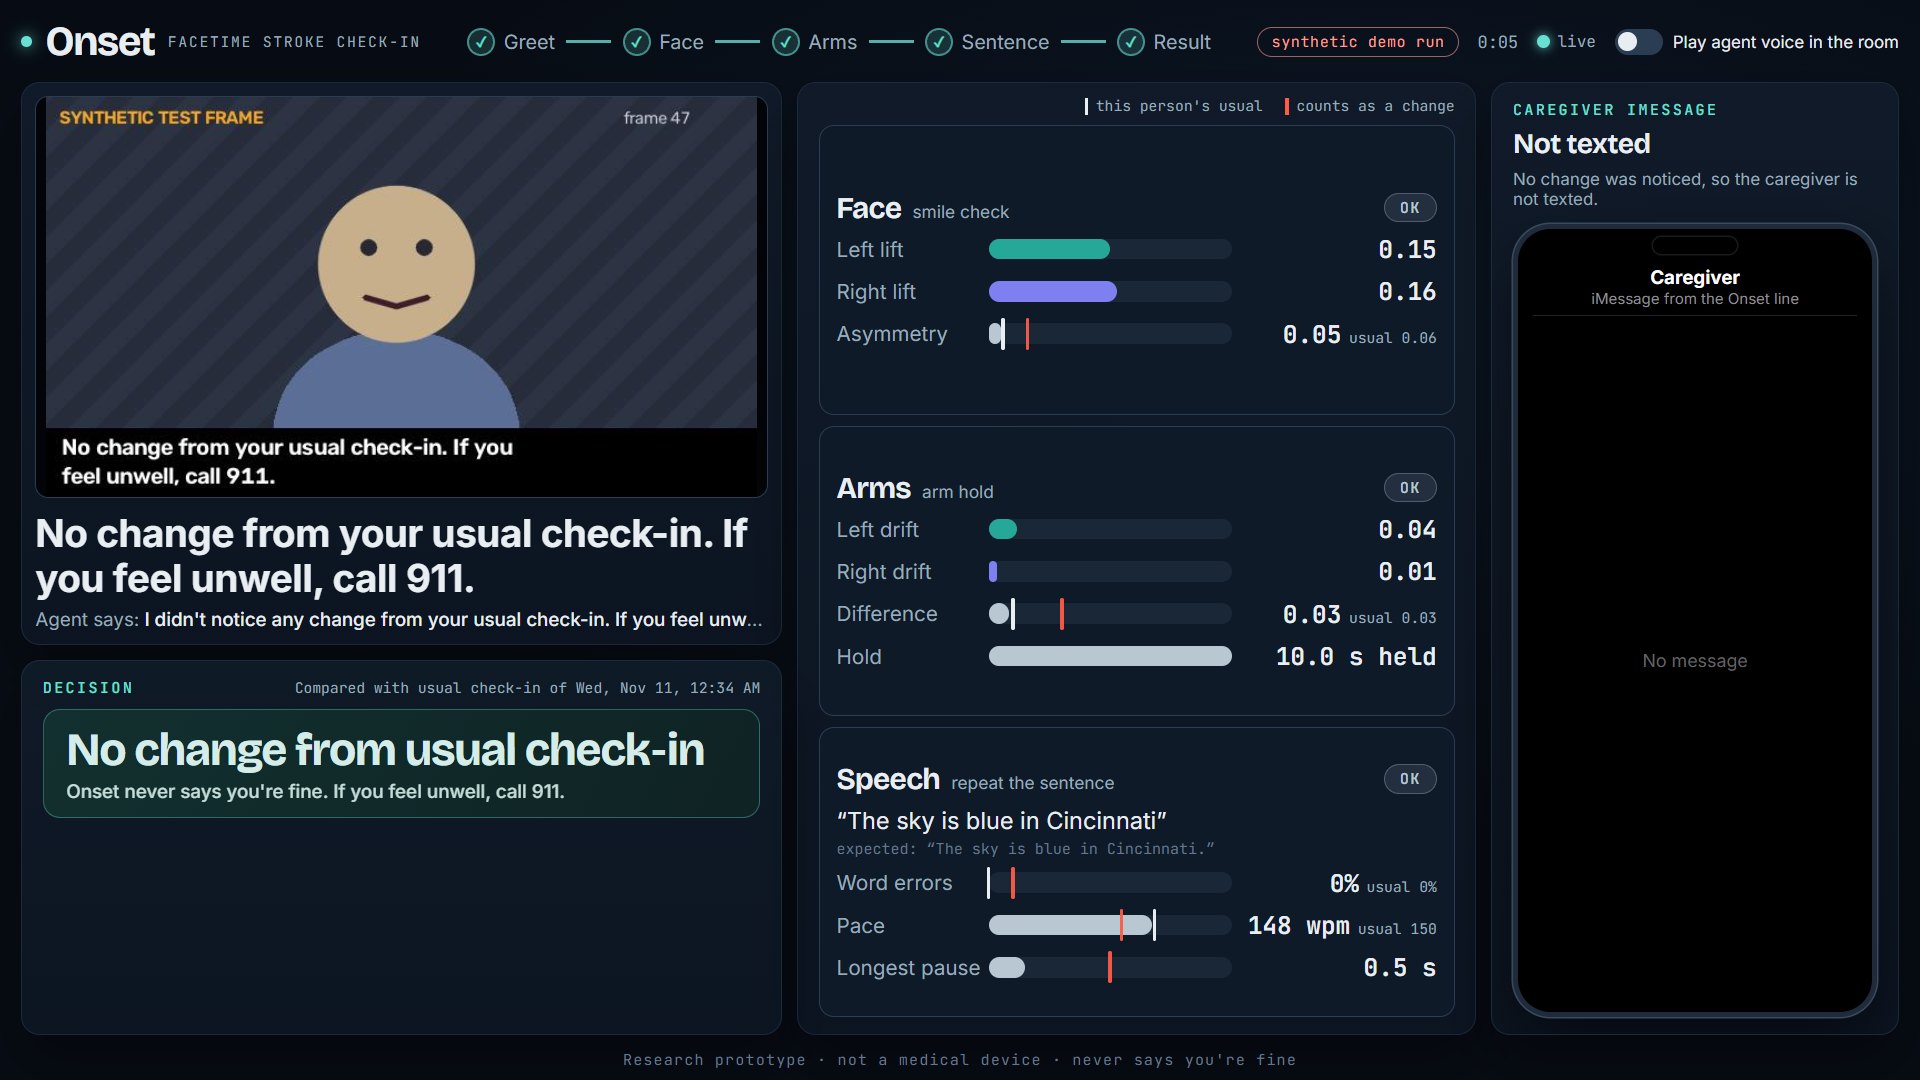 Onset FACETIME STROKE CHECK-IN
Greet Face Arms Sentence Result
synthetic demo run 0:05 live Play agent voice in the room
SYNTHETIC TEST FRAME frame 47
No change from your usual check-in. If you
feel unwell, call 911.
No change from your usual check-in. If
you feel unwell, call 911.
Agent says: I didn't notice any change from your usual check-in. If you feel unw...
DECISION Compared with usual check-in of Wed, Nov 11, 12:34 AM
No change from usual check-in
Onset never says you're fine. If you feel unwell, call 911.
this person's usual counts as a change
Face smile check OK
Left lift 0.15
Right lift 0.16
Asymmetry 0.05 usual 0.06
Arms arm hold OK
Left drift 0.04
Right drift 0.01
Difference 0.03 usual 0.03
Hold 10.0 s held
Speech repeat the sentence OK
“The sky is blue in Cincinnati”
expected: “The sky is blue in Cincinnati.”
Word errors 0% usual 0%
Pace 148 wpm usual 150
Longest pause 0.5 s
CAREGIVER IMESSAGE
Not texted
No change was noticed, so the caregiver is
not texted.
Caregiver
iMessage from the Onset line
No message
Research prototype · not a medical device · never says you're fine